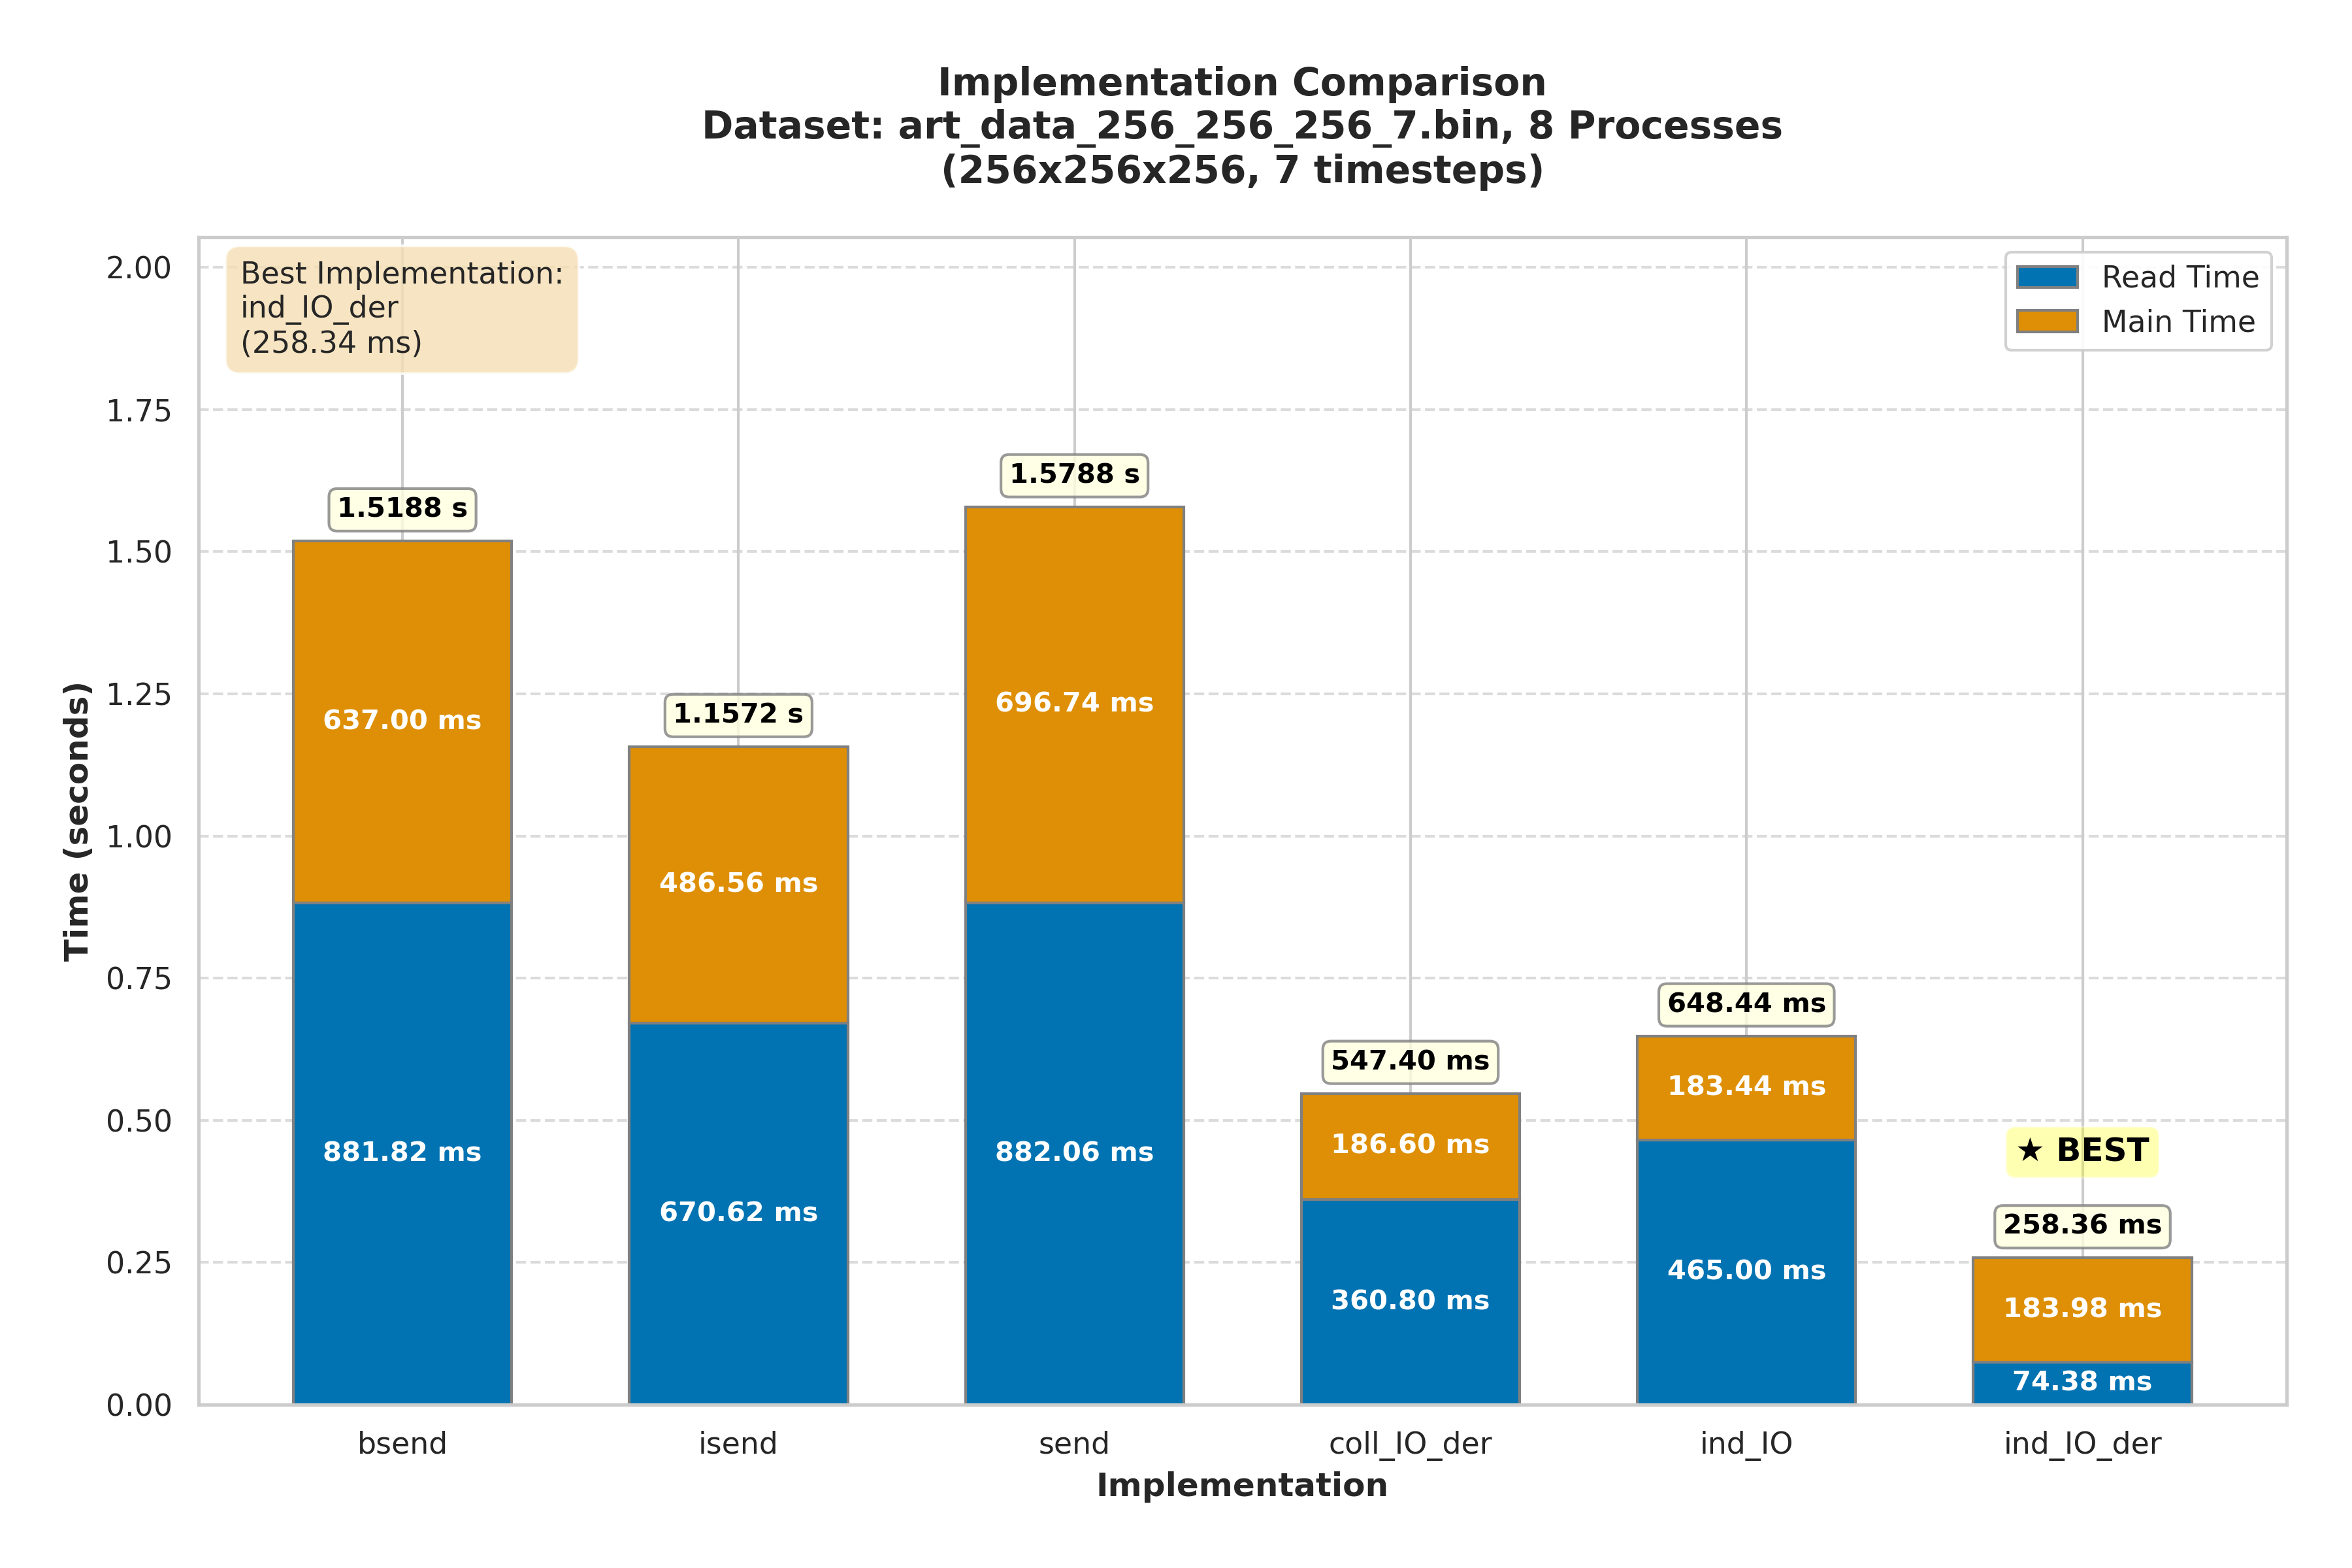 Implementation Comparison
Dataset: art_data_256_256_256_7.bin, 8 Processes
(256x256x256, 7 timesteps)
Best Implementation:
ind_IO_der
(258.34 ms)
Read Time
Main Time
Time (seconds)
2.00
1.75
1.50
1.25
1.00
0.75
0.50
0.25
0.00
1.5188 s
637.00 ms
881.82 ms
1.1572 s
486.56 ms
670.62 ms
1.5788 s
696.74 ms
882.06 ms
547.40 ms
186.60 ms
360.80 ms
648.44 ms
183.44 ms
465.00 ms
★ BEST
258.36 ms
183.98 ms
74.38 ms
bsend
isend
send
coll_IO_der
ind_IO
ind_IO_der
Implementation